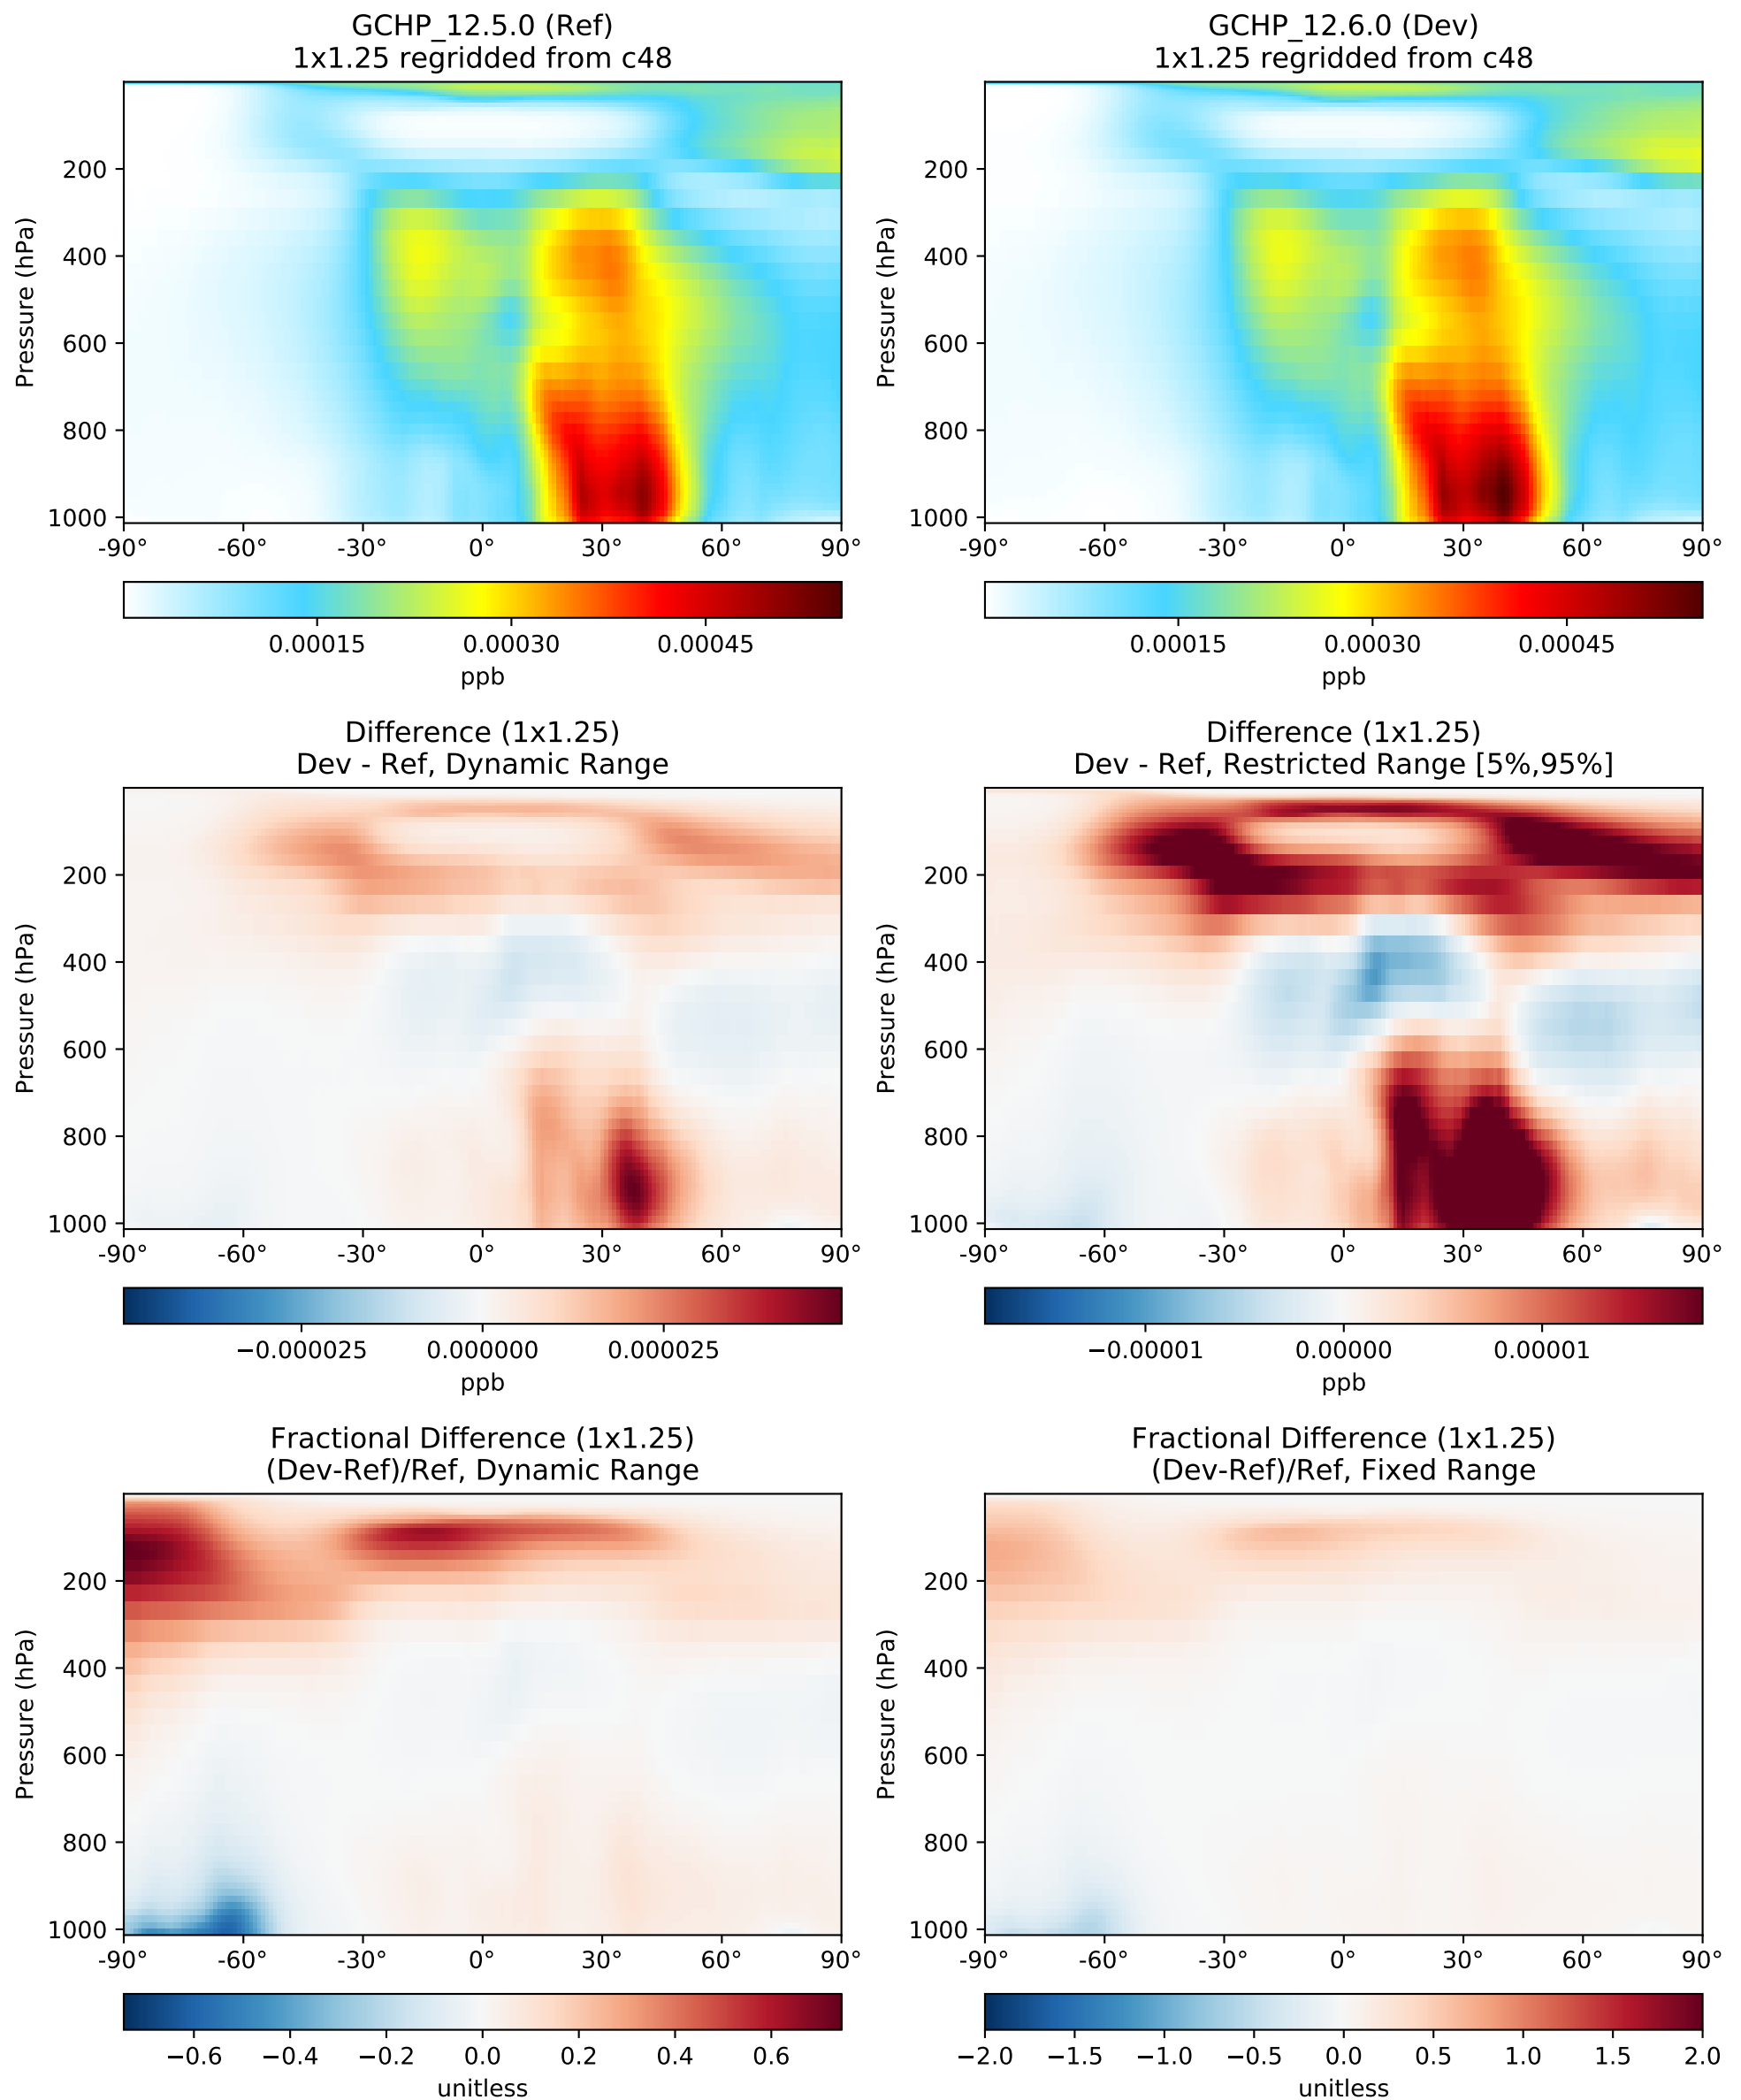 GCHP_12.5.0 (Ref)
1x1.25 regridded from c48
Pressure (hPa)
200
400
600
800
1000
-90° -60° -30° 0° 30° 60° 90°
0.00015 0.00030 0.00045
ppb
GCHP_12.6.0 (Dev)
1x1.25 regridded from c48
Pressure (hPa)
200
400
600
800
1000
-90° -60° -30° 0° 30° 60° 90°
0.00015 0.00030 0.00045
ppb
Difference (1x1.25)
Dev - Ref, Dynamic Range
Pressure (hPa)
200
400
600
800
1000
-90° -60° -30° 0° 30° 60° 90°
−0.000025 0.000000 0.000025
ppb
Difference (1x1.25)
Dev - Ref, Restricted Range [5%,95%]
Pressure (hPa)
200
400
600
800
1000
-90° -60° -30° 0° 30° 60° 90°
−0.00001 0.00000 0.00001
ppb
Fractional Difference (1x1.25)
(Dev-Ref)/Ref, Dynamic Range
Pressure (hPa)
200
400
600
800
1000
-90° -60° -30° 0° 30° 60° 90°
−0.6 −0.4 −0.2 0.0 0.2 0.4 0.6
unitless
Fractional Difference (1x1.25)
(Dev-Ref)/Ref, Fixed Range
Pressure (hPa)
200
400
600
800
1000
-90° -60° -30° 0° 30° 60° 90°
−2.0 −1.5 −1.0 −0.5 0.0 0.5 1.0 1.5 2.0
unitless